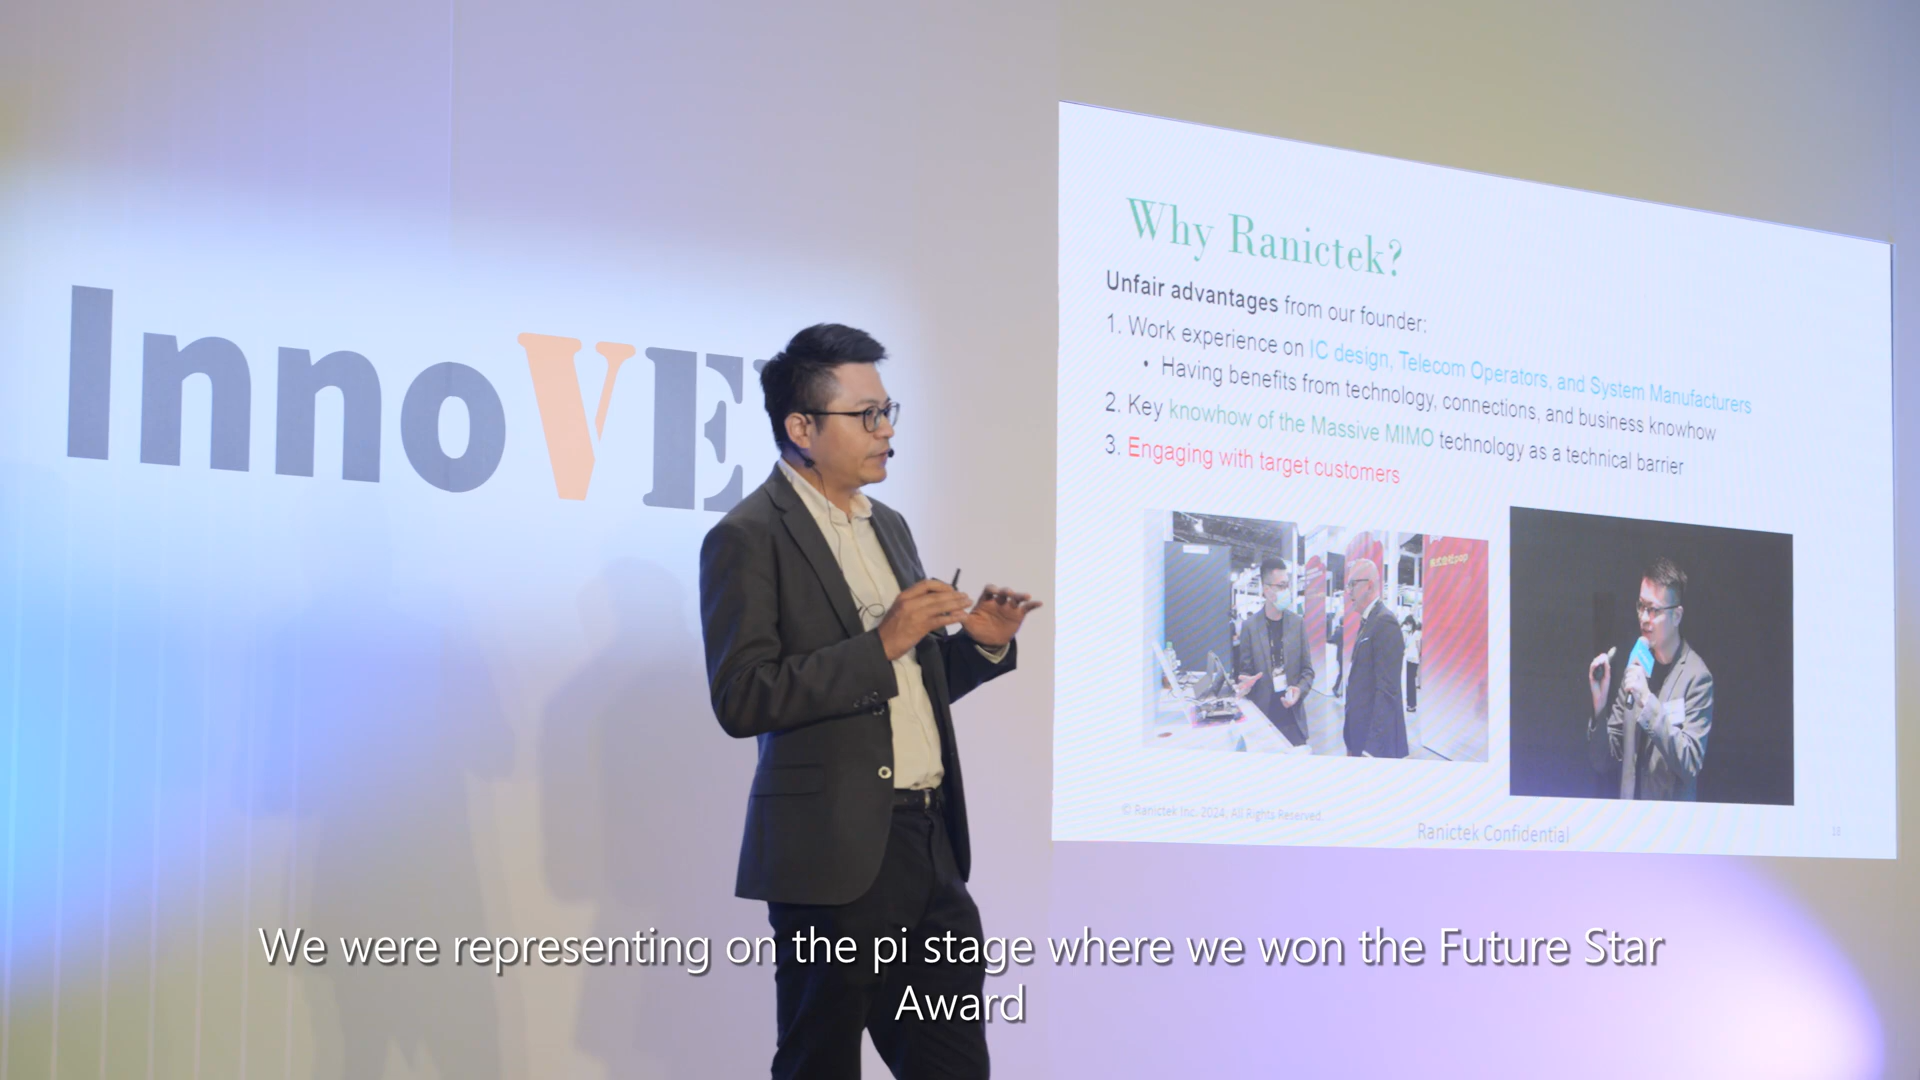 InnoVE
Why Ranictek?
Unfair advantages from our founder:
1. Work experience on IC design, Telecom Operators, and System Manufacturers
• Having benefits from technology, connections, and business knowhow
2. Key knowhow of the Massive MIMO technology as a technical barrier
3. Engaging with target customers
© Ranictek Inc. 2024. All Rights Reserved.
Ranictek Confidential
We were representing on the pi stage where we won the Future Star
Award